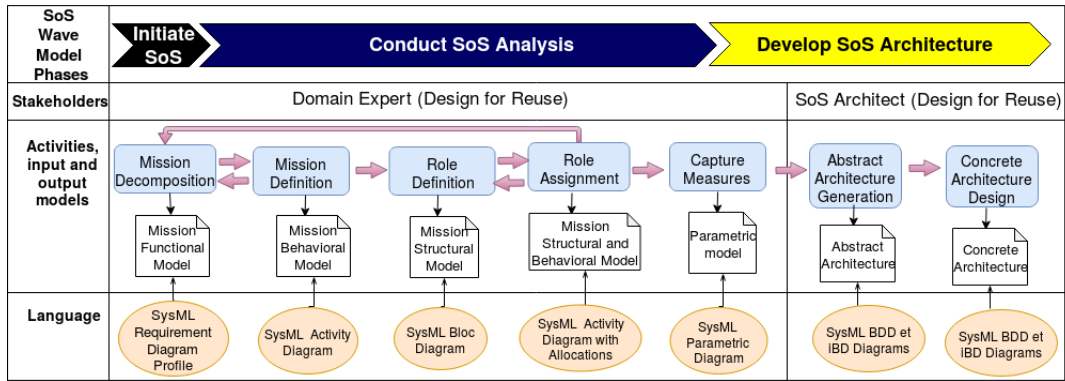 SoS
Wave
Model
Phases
Initiate
SoS
Conduct SoS Analysis
Develop SoS Architecture
Stakeholders
Domain Expert (Design for Reuse)
SoS Architect (Design for Reuse)
Activities,
input and
output
models
Mission
Decomposition
Mission
Definition
Role
Definition
Role
Assignment
Capture
Measures
Abstract
Architecture
Generation
Concrete
Architecture
Design
Mission
Functional
Model
Mission
Behavioral
Model
Mission
Structural
Model
Mission
Structural and
Behavioral Model
Parametric
model
Abstract
Architecture
Concrete
Architecture
Language
SysML
Requirement
Diagram
Profile
SysML Activity
Diagram
SysML Bloc
Diagram
SysML Activity
Diagram with
Allocations
SysML
Parametric
Diagram
SysML BDD et
iBD Diagrams
SysML BDD et
iBD Diagrams